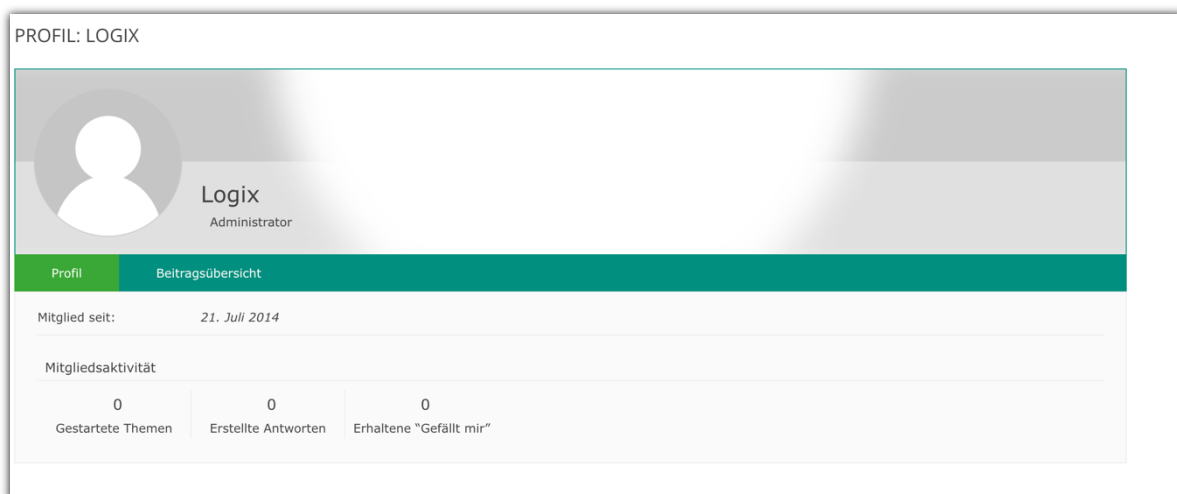 PROFIL: LOGIX
Logix
Administrator
Profil Beitragsübersicht
Mitglied seit: 21. Juli 2014
Mitgliedsaktivität
0 0 0
Gestartete Themen Erstellte Antworten Erhaltene “Gefällt mir”